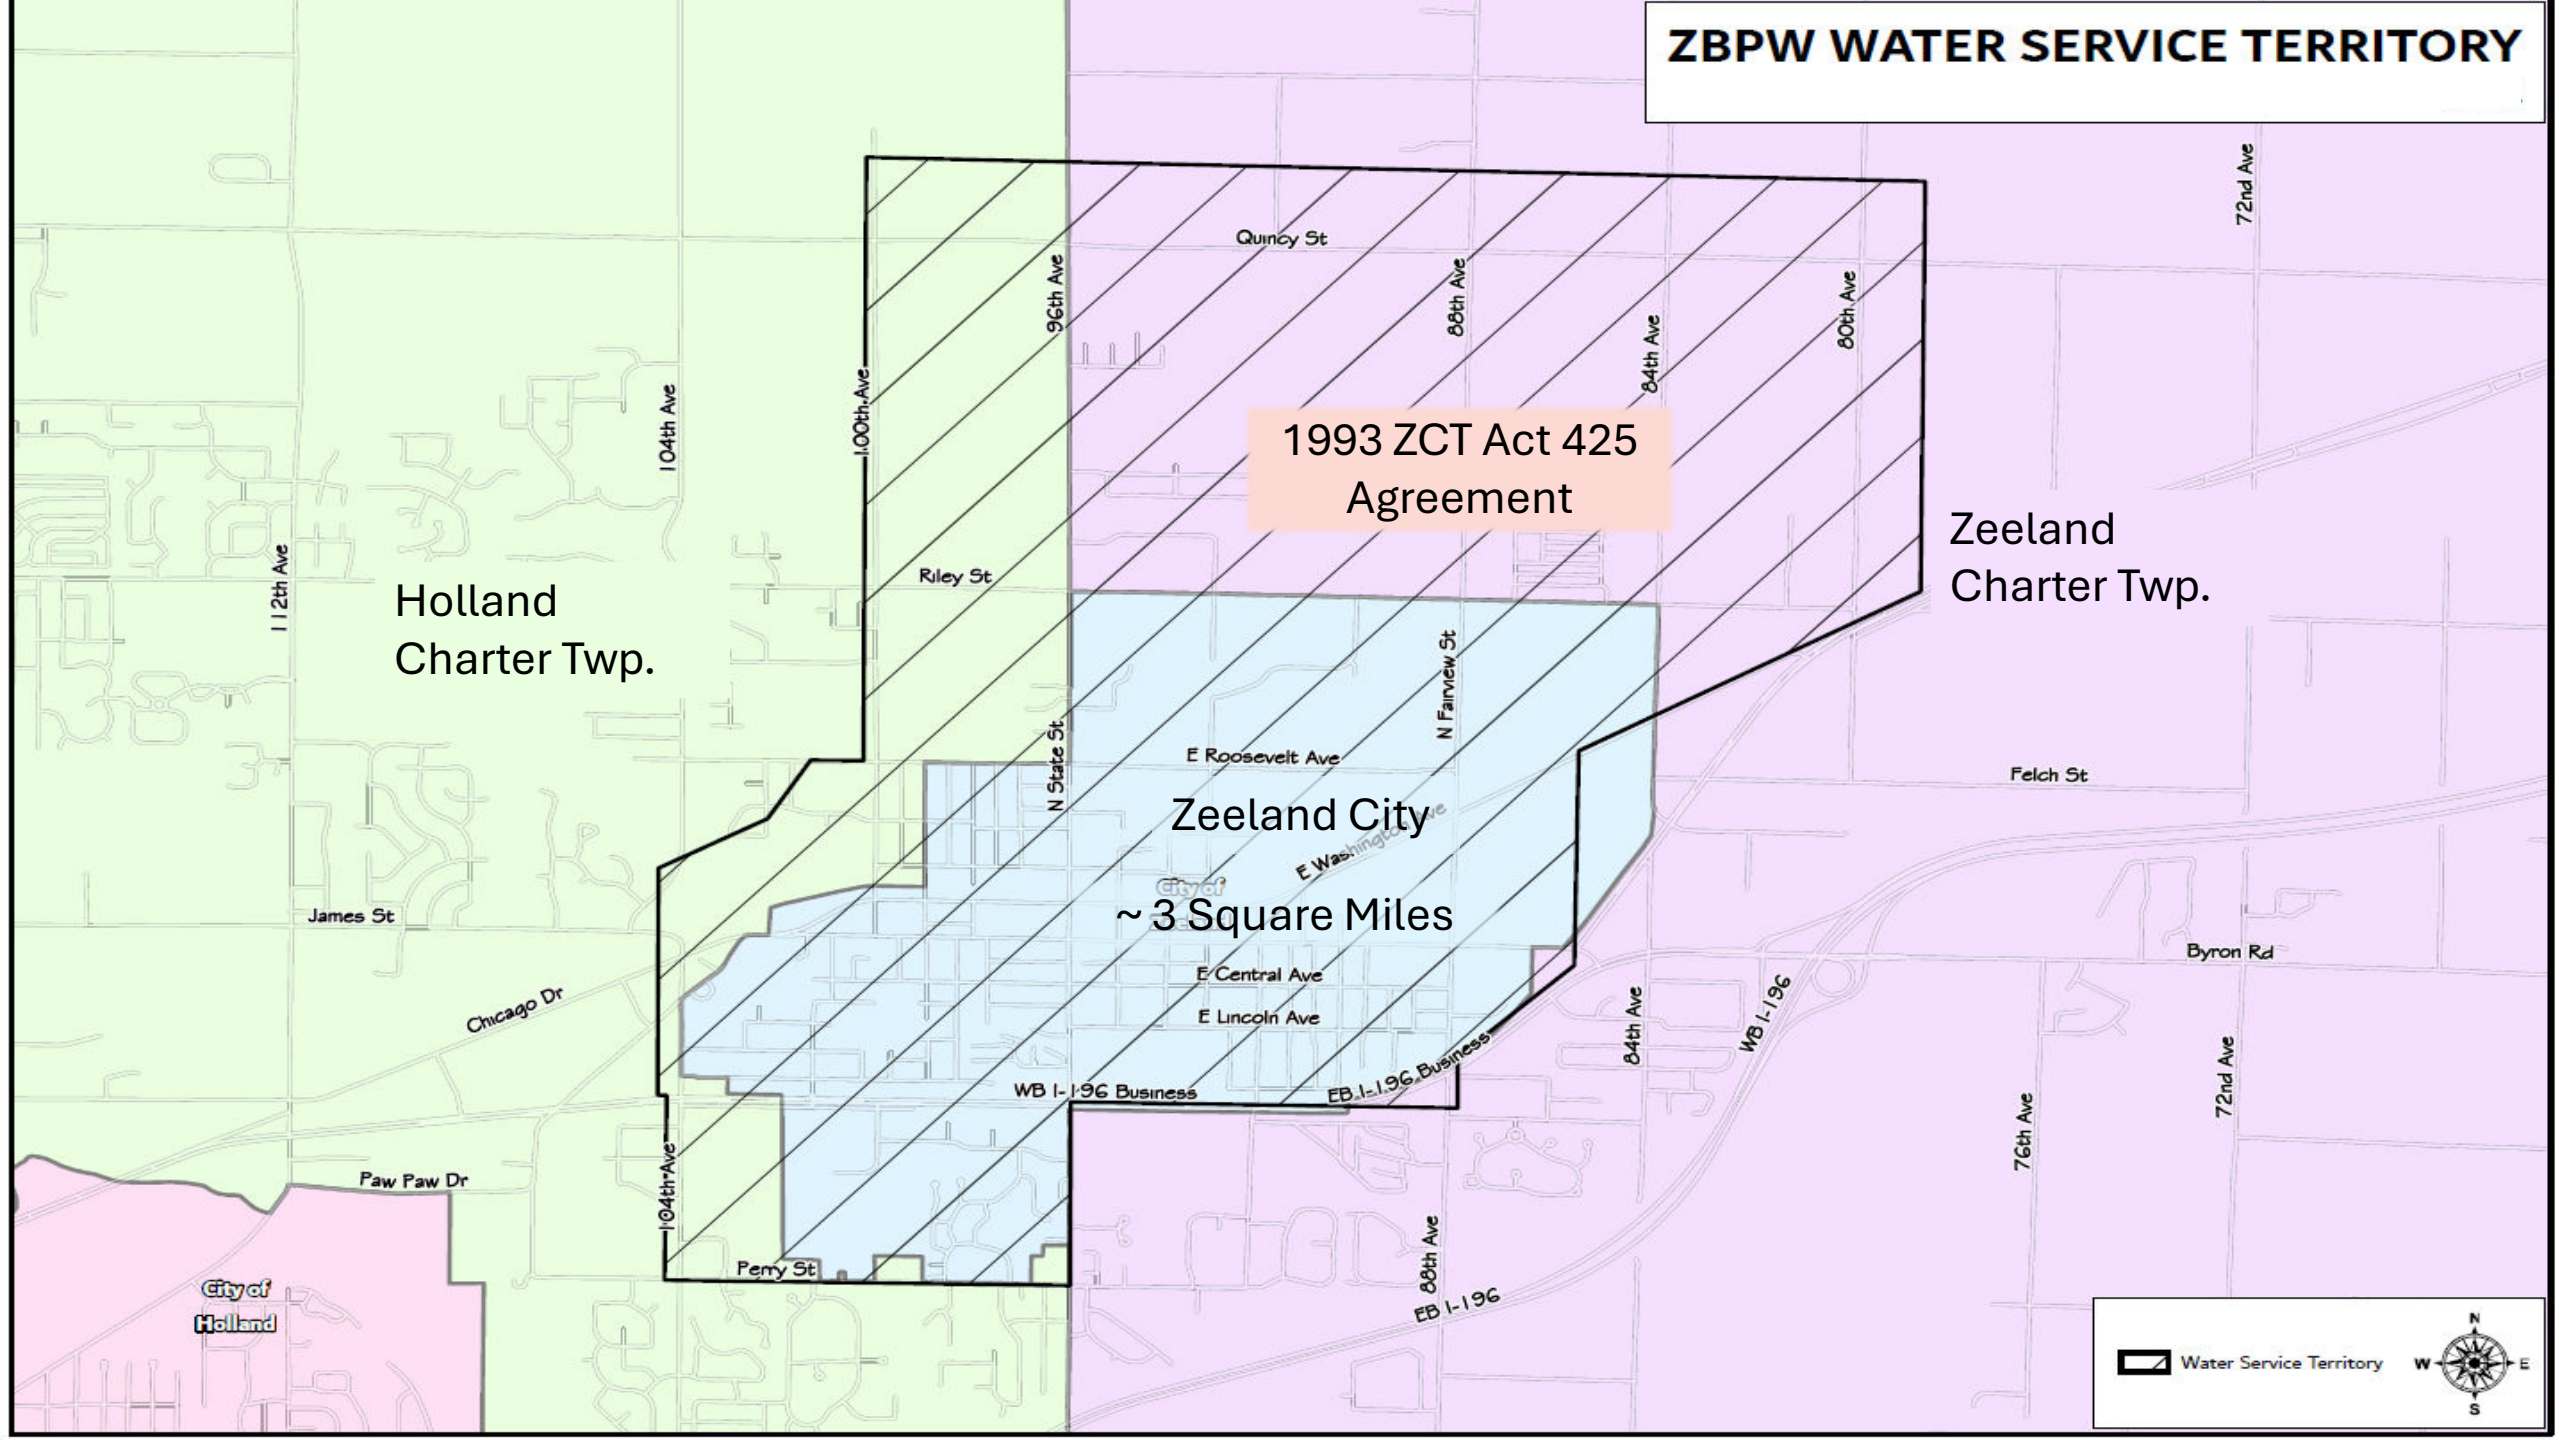 ZBPW WATER SERVICE TERRITORY
72nd Ave
Quincy St
96th Ave
88th Ave
80th Ave
84th Ave
100th Ave
104th Ave
1993 ZCT Act 425
Agreement
Zeeland
Charter Twp.
112th Ave
Riley St
Holland
Charter Twp.
N Fairview St
N State St
E Roosevelt Ave
Felch St
Zeeland City
E Washington Ave
City of
~ 3 Square Miles
James St
Byron Rd
E Central Ave
Chicago Dr
E Lincoln Ave
84th Ave
WB I-196
WB I-196 Business
EB I-196 Business
72nd Ave
76th Ave
104th Ave
Paw Paw Dr
Perry St
88th Ave
EB I-196
City of
Holland
Water Service Territory
N
W
E
S